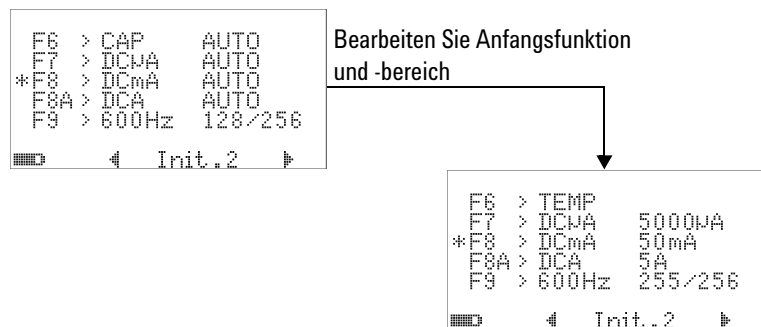 F6 > CAP AUTO
F7 > DCµA AUTO
*F8 > DCmA AUTO
F8A > DCA AUTO
F9 > 600Hz 128/256
Init.2
Bearbeiten Sie Anfangsfunktion
und -bereich
F6 > TEMP
F7 > DCµA 5000µA
*F8 > DCmA 50mA
F8A > DCA 5A
F9 > 600Hz 255/256
Init.2